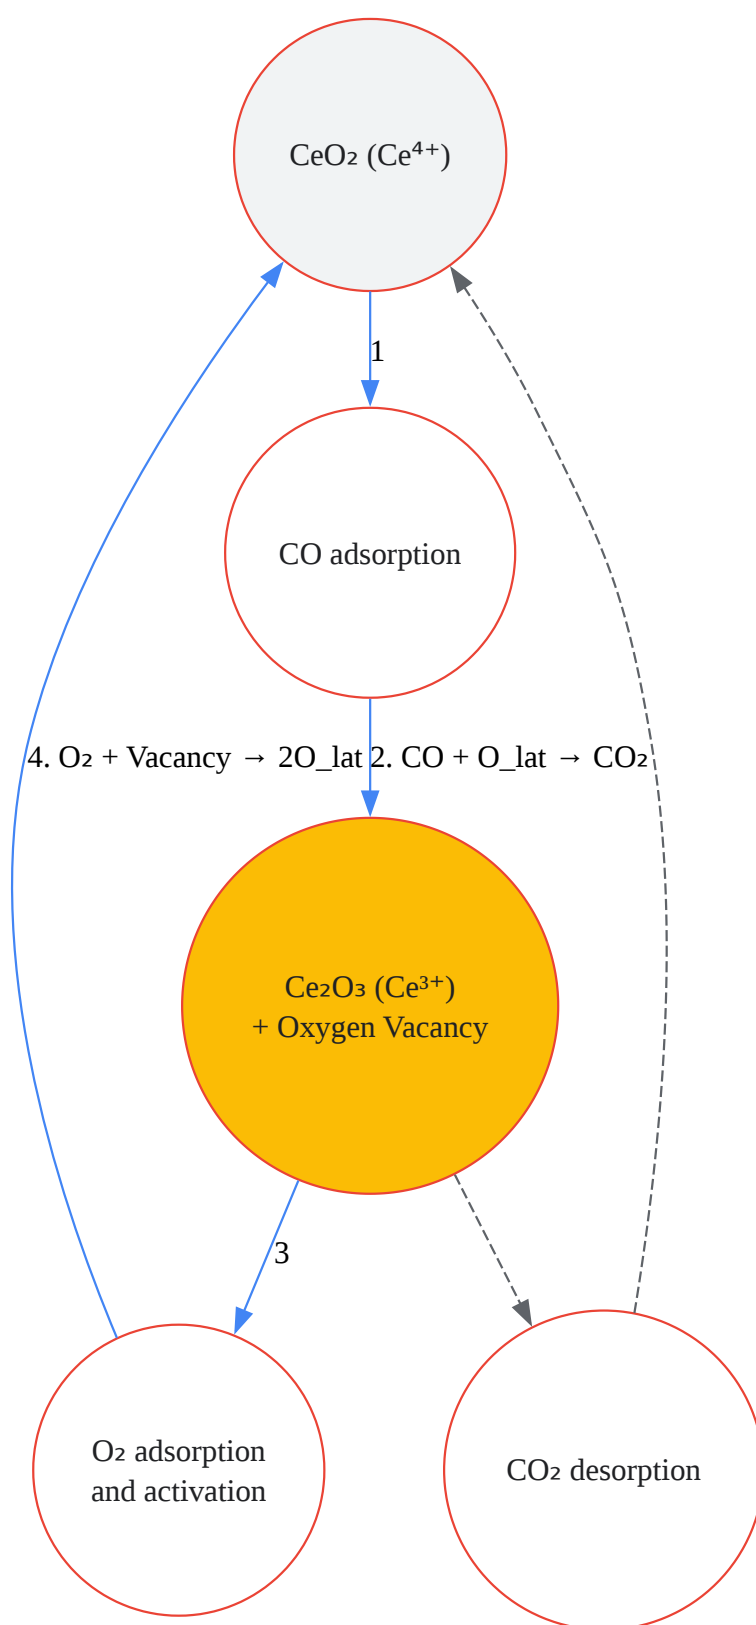 CeO₂ (Ce⁴⁺)
1
CO adsorption
4. O₂ + Vacancy → 2O_lat
2. CO + O_lat → CO₂
Ce₂O₃ (Ce³⁺)
+ Oxygen Vacancy
3
O₂ adsorption
and activation
CO₂ desorption